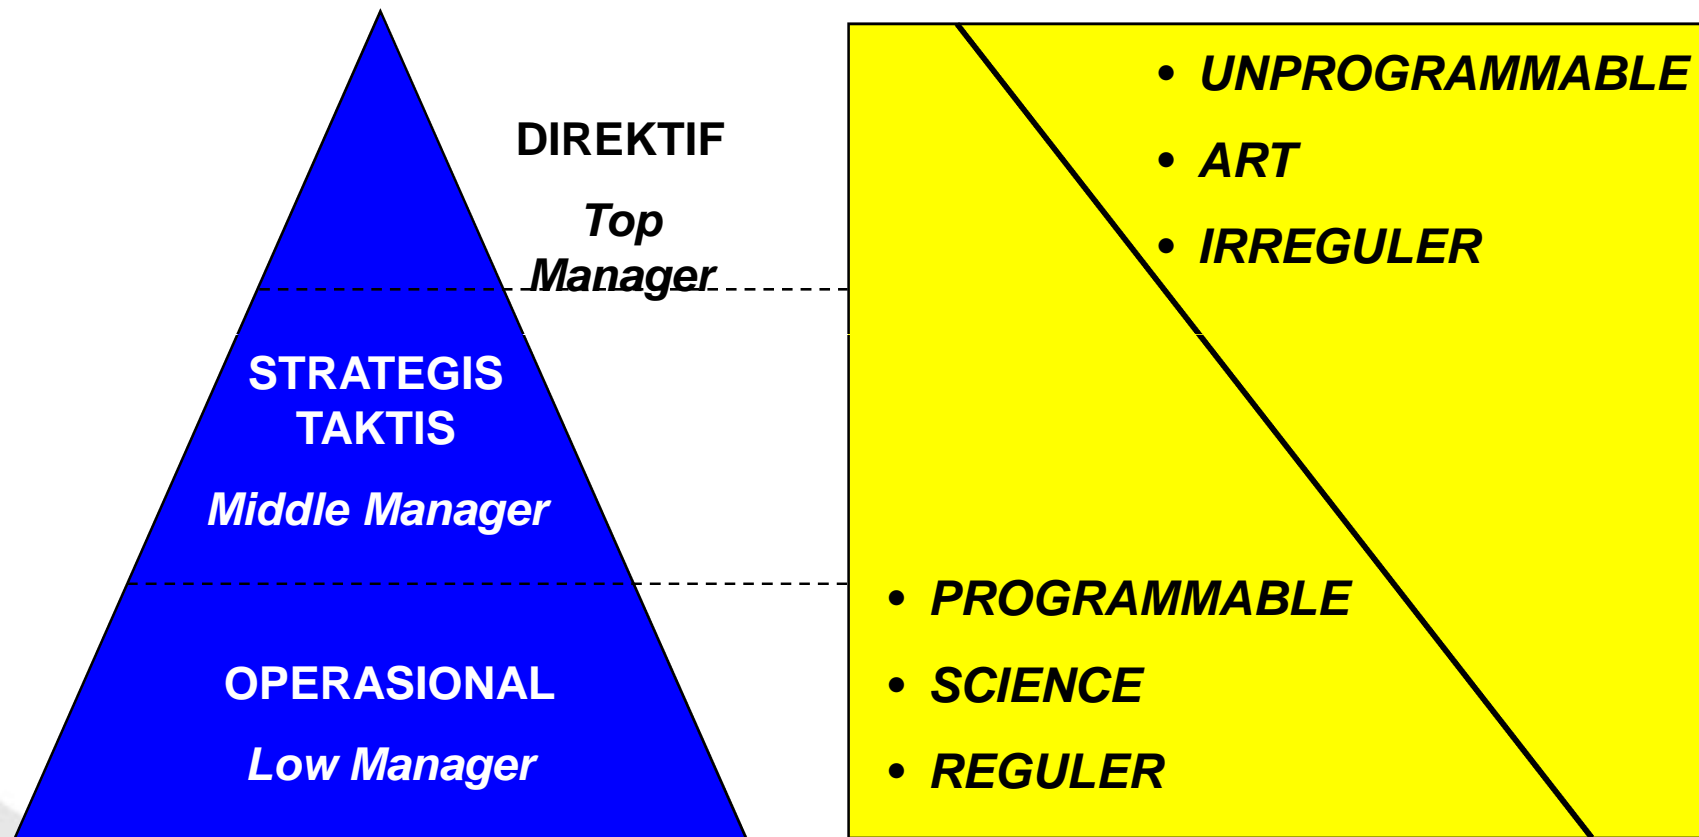 DIREKTIF
Top
Manager
STRATEGIS
TAKTIS
Middle Manager
OPERASIONAL
Low Manager
• UNPROGRAMMABLE
• ART
• IRREGULER
• PROGRAMMABLE
• SCIENCE
• REGULER